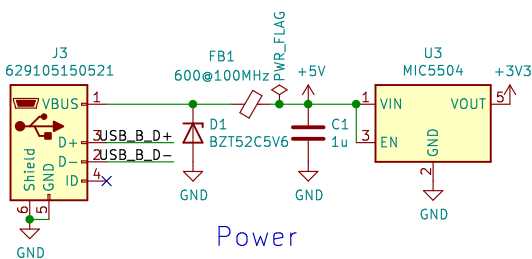 J3
629105150521
VBUS
1
D+
3
USB_B_D+
D-
2
USB_B_D-
ID
4
Shield
GND
6
5
GND
FB1
600@100MHz
PWR_FLAG
+5V
D1
BZT52C5V6
GND
C1
1u
GND
U3
MIC5504
1
VIN
VOUT
5
+3V3
3
EN
GND
2
GND
Power